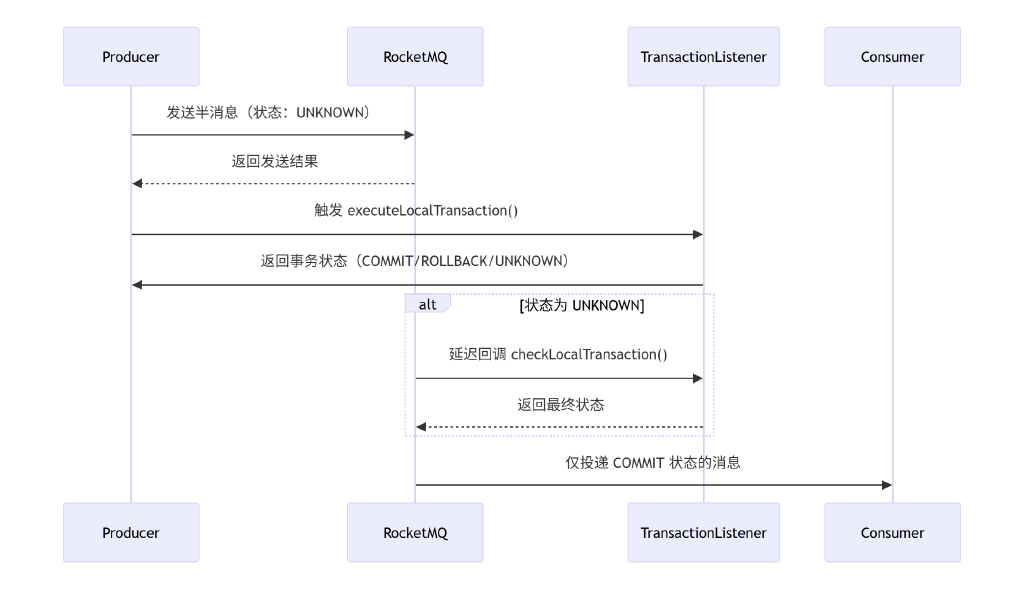 Producer
RocketMQ
TransactionListener
Consumer
发送半消息（状态：UNKNOWN）
返回发送结果
触发 executeLocalTransaction()
返回事务状态（COMMIT/ROLLBACK/UNKNOWN）
alt
[状态为 UNKNOWN]
延迟回调 checkLocalTransaction()
返回最终状态
仅投递 COMMIT 状态的消息
Producer
RocketMQ
TransactionListener
Consumer